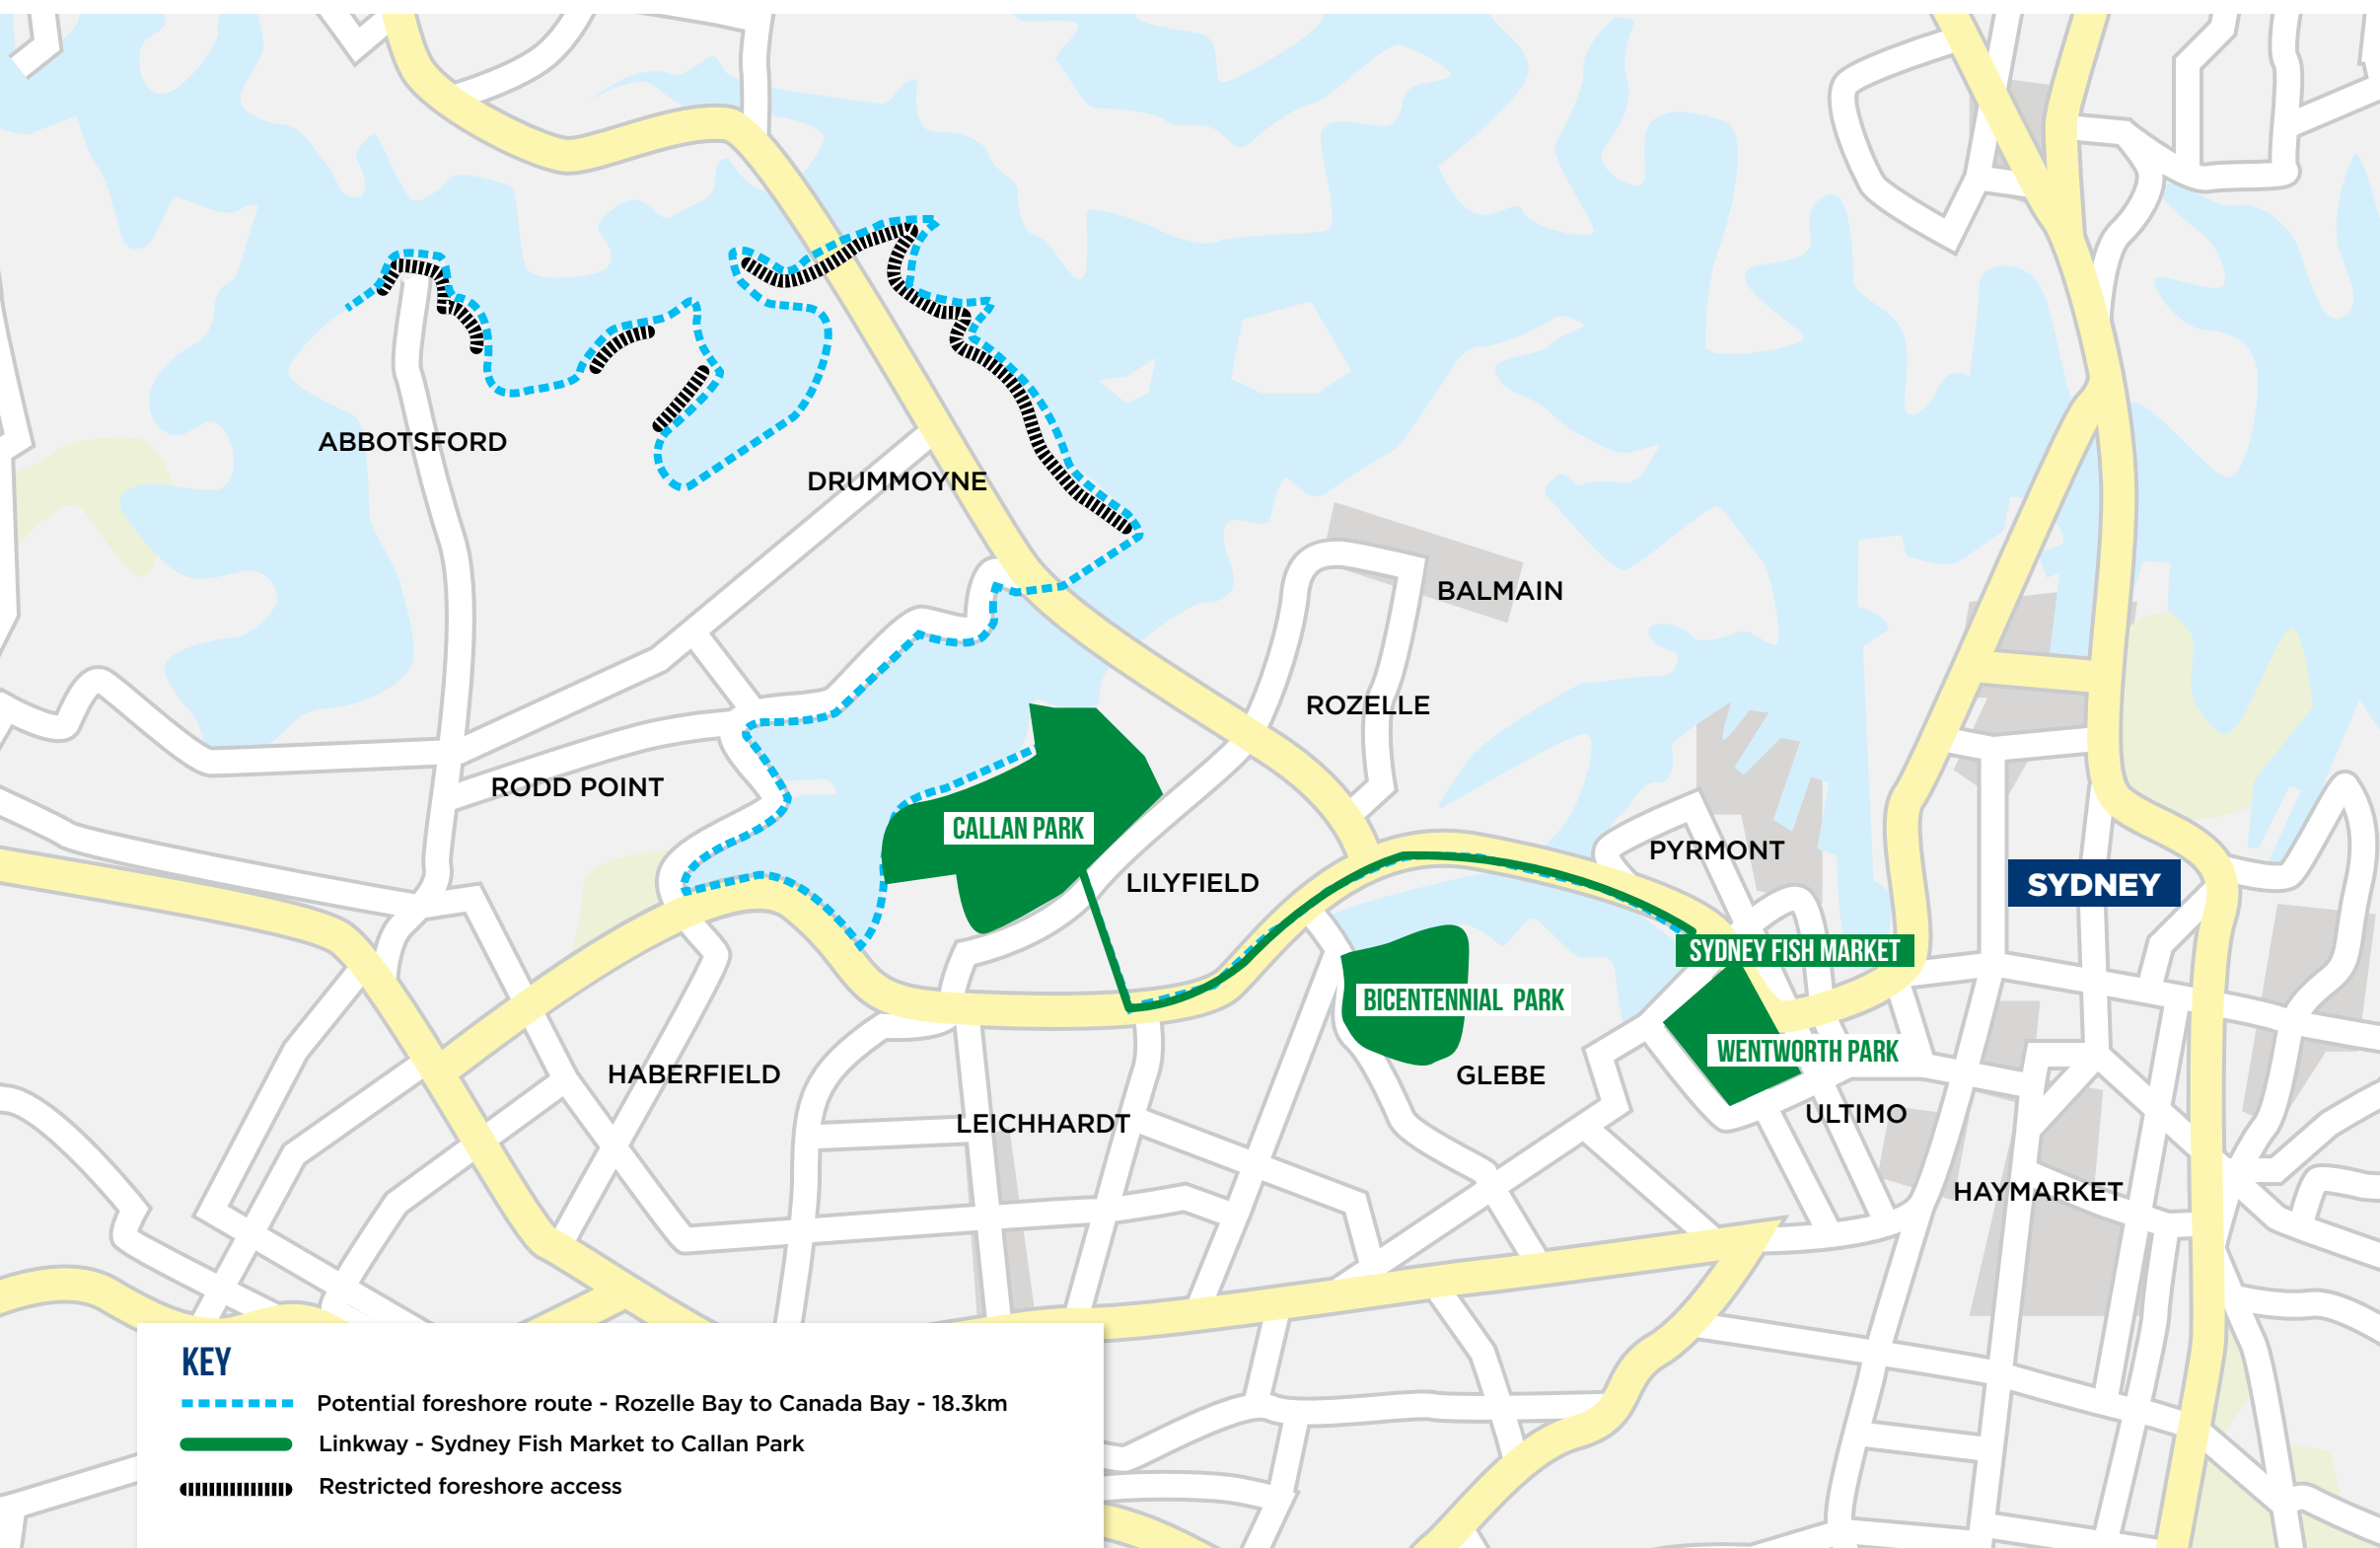 ABBOTSFORD
DRUMMOYNE
BALMAIN
ROZELLE
RODD POINT
CALLAN PARK
PYRMONT
LILYFIELD
SYDNEY
SYDNEY FISH MARKET
BICENTENNIAL PARK
WENTWORTH PARK
HABERFIELD
GLEBE
LEICHHARDT
ULTIMO
HAYMARKET
KEY
Potential foreshore route - Rozelle Bay to Canada Bay - 18.3km
Linkway - Sydney Fish Market to Callan Park
Restricted foreshore access